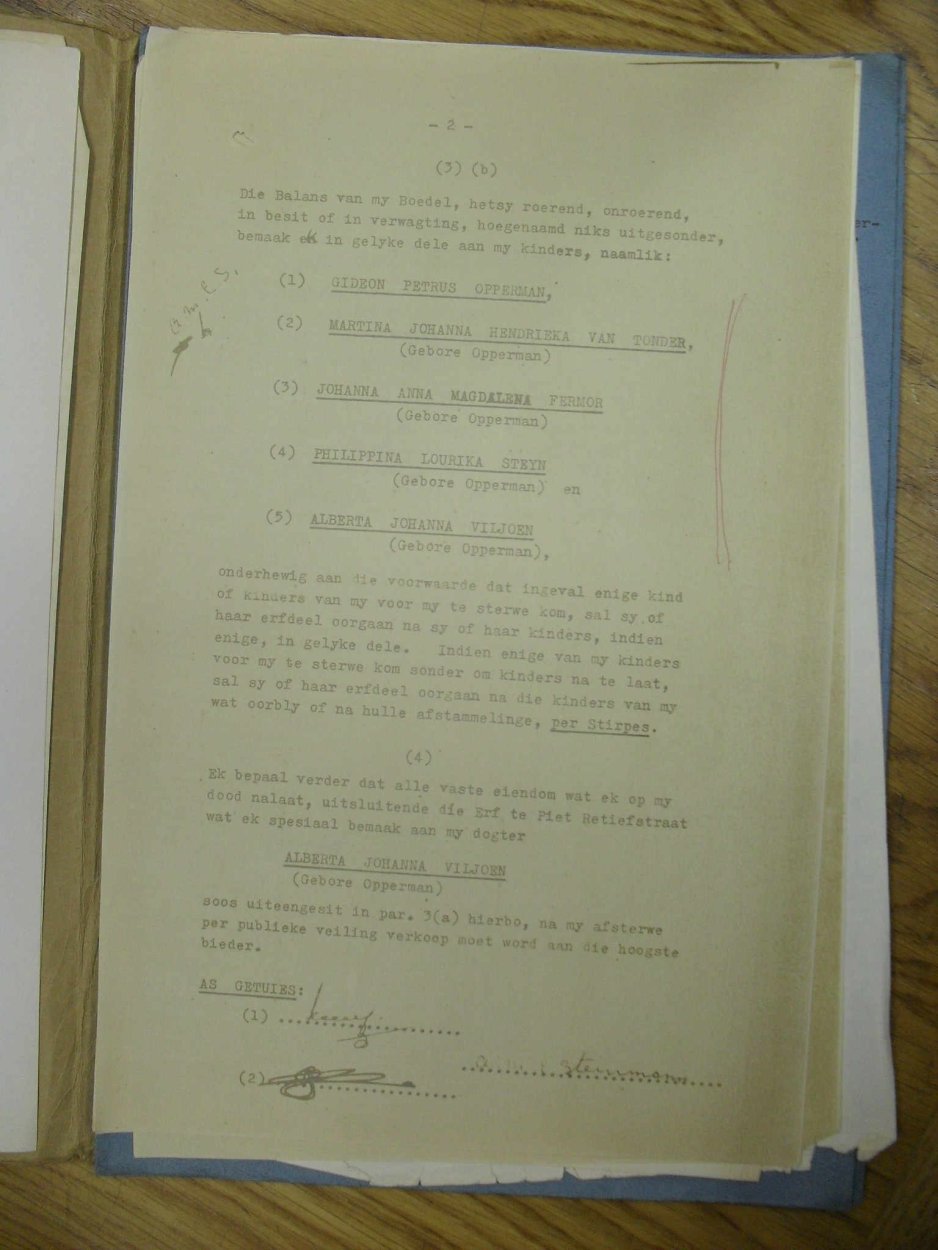 - 2 -
(3) (b)
Die Balans van my Boedel, hetsy roerend, onroerend,
in besit of in verwagting, hoegenaamd niks uitgesonder,
bemaak ek in gelyke dele aan my kinders, naamlik:
(1) GIDEON PETRUS OPPERMAN,
(2) MARTINA JOHANNA HENDRIEKA VAN TONDER,
(Gebore Opperman)
(3) JOHANNA ANNA MAGDALENA FERMOR
(Gebore Opperman)
(4) PHILIPPINA LOURIKA STEYN
(Gebore Opperman) en
(5) ALBERTA JOHANNA VILJOEN
(Gebore Opperman),
onderhewig aan die voorwaarde dat ingeval enige kind
of kinders van my voor my te sterwe kom, sal sy of
haar erfdeel oorgaan na sy of haar kinders, indien
enige, in gelyke dele. Indien enige van my kinders
voor my te sterwe kom sonder om kinders na te laat,
sal sy of haar erfdeel oorgaan na die kinders van my
wat oorbly of na hulle afstammelinge, per Stirpes.
(4)
Ek bepaal verder dat alle vaste eiendom wat ek op my
dood nalaat, uitsluitende die Erf te Piet Retiefstraat
wat ek spesiaal bemaak aan my dogter
ALBERTA JOHANNA VILJOEN
(Gebore Opperman)
soos uiteengesit in par. 3(a) hierbo, na my afsterwe
per publieke veiling verkoop moet word aan die hoogste
bieder.
AS GETUIES:
(1)
(2)